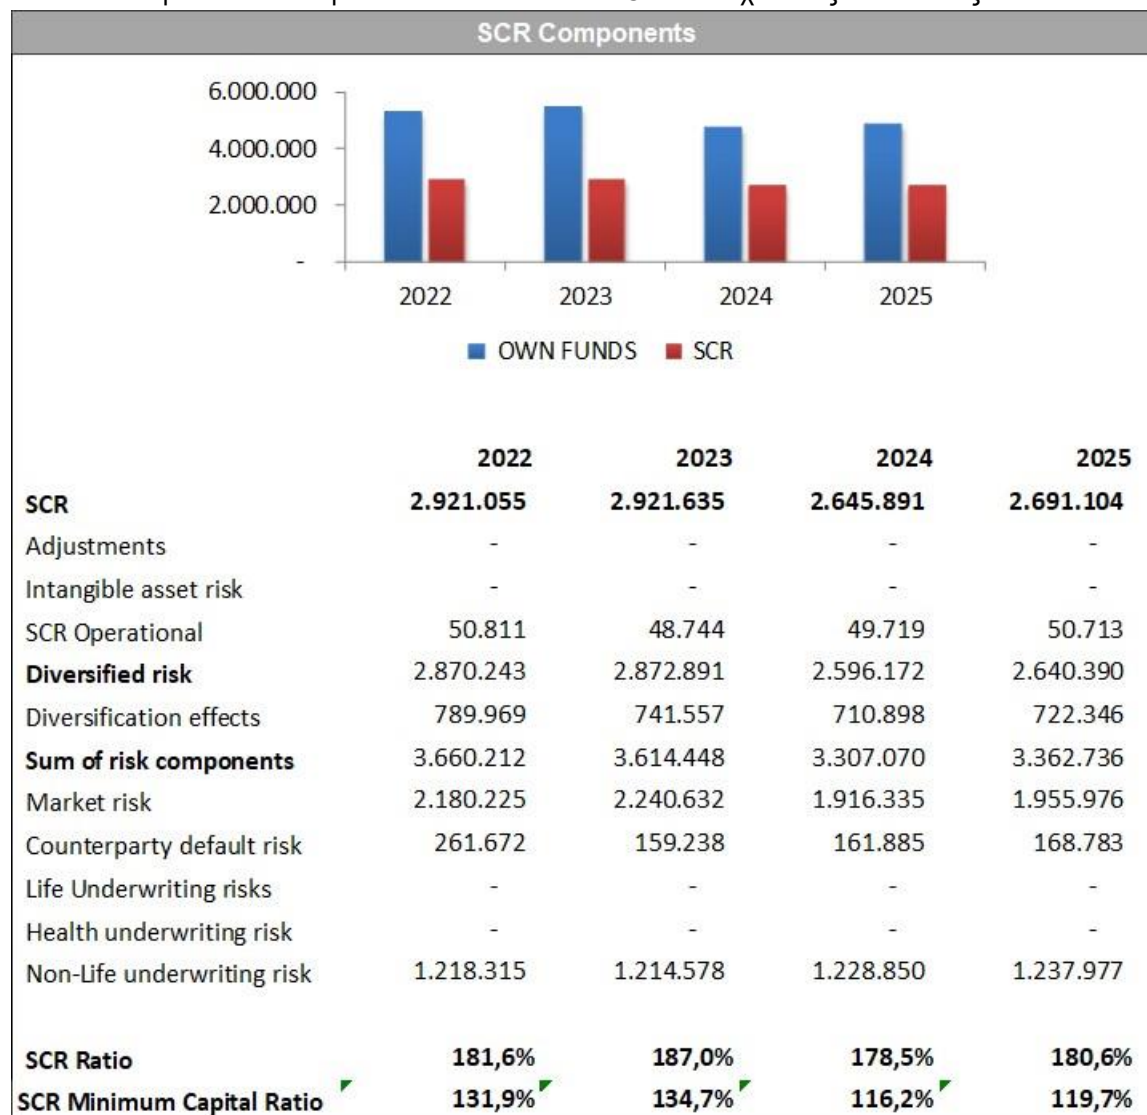 SCR Components
6.000.000
4.000.000
2.000.000
-
2022 2023 2024 2025
OWN FUNDS SCR
2022 2023 2024 2025
SCR 2.921.055 2.921.635 2.645.891 2.691.104
Adjustments - - - -
Intangible asset risk - - - -
SCR Operational 50.811 48.744 49.719 50.713
Diversified risk 2.870.243 2.872.891 2.596.172 2.640.390
Diversification effects 789.969 741.557 710.898 722.346
Sum of risk components 3.660.212 3.614.448 3.307.070 3.362.736
Market risk 2.180.225 2.240.632 1.916.335 1.955.976
Counterparty default risk 261.672 159.238 161.885 168.783
Life Underwriting risks - - - -
Health underwriting risk - - - -
Non-Life underwriting risk 1.218.315 1.214.578 1.228.850 1.237.977
SCR Ratio 181,6% 187,0% 178,5% 180,6%
SCR Minimum Capital Ratio 131,9% 134,7% 116,2% 119,7%